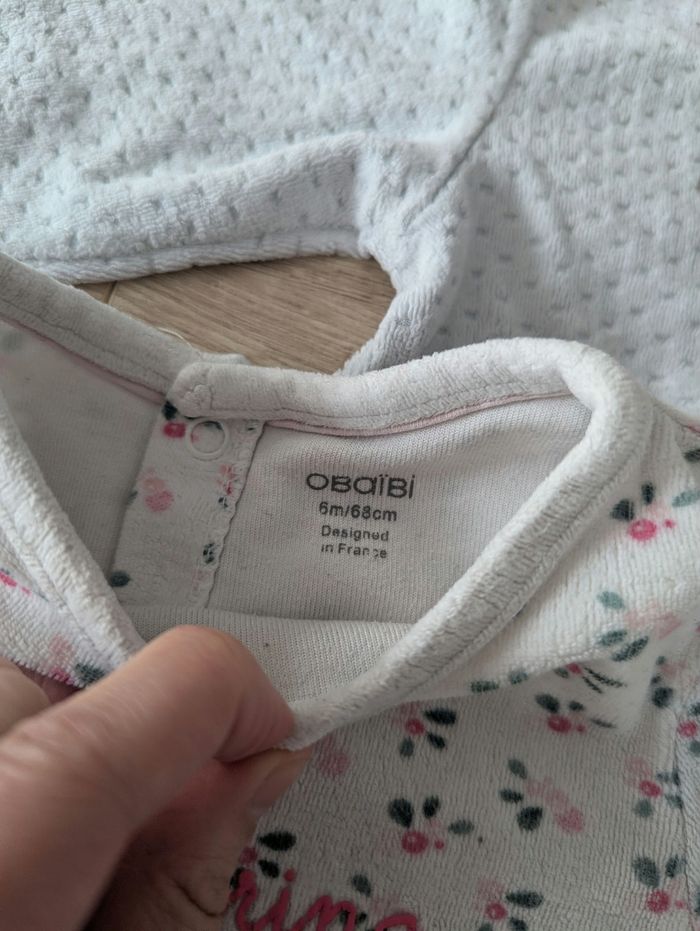 OBAïBi
6m/68cm
Designed
in France